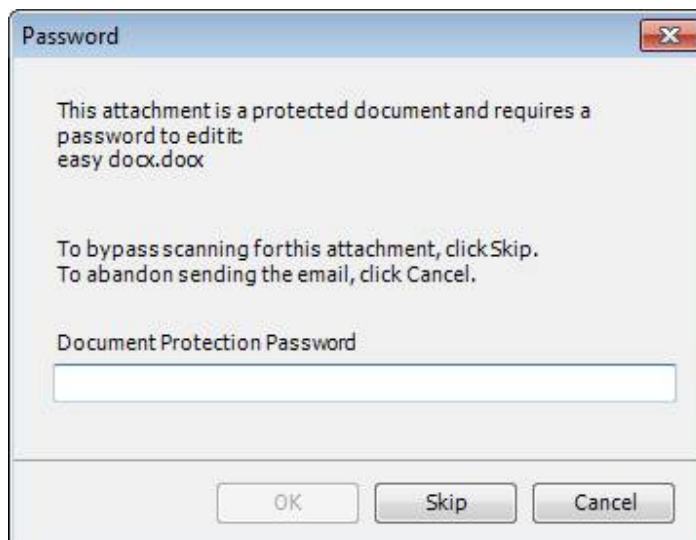 Password
This attachment is a protected document and requires a
password to edit it:
easy docx.docx
To bypass scanning for this attachment, click Skip.
To abandon sending the email, click Cancel.
Document Protection Password
OK
Skip
Cancel